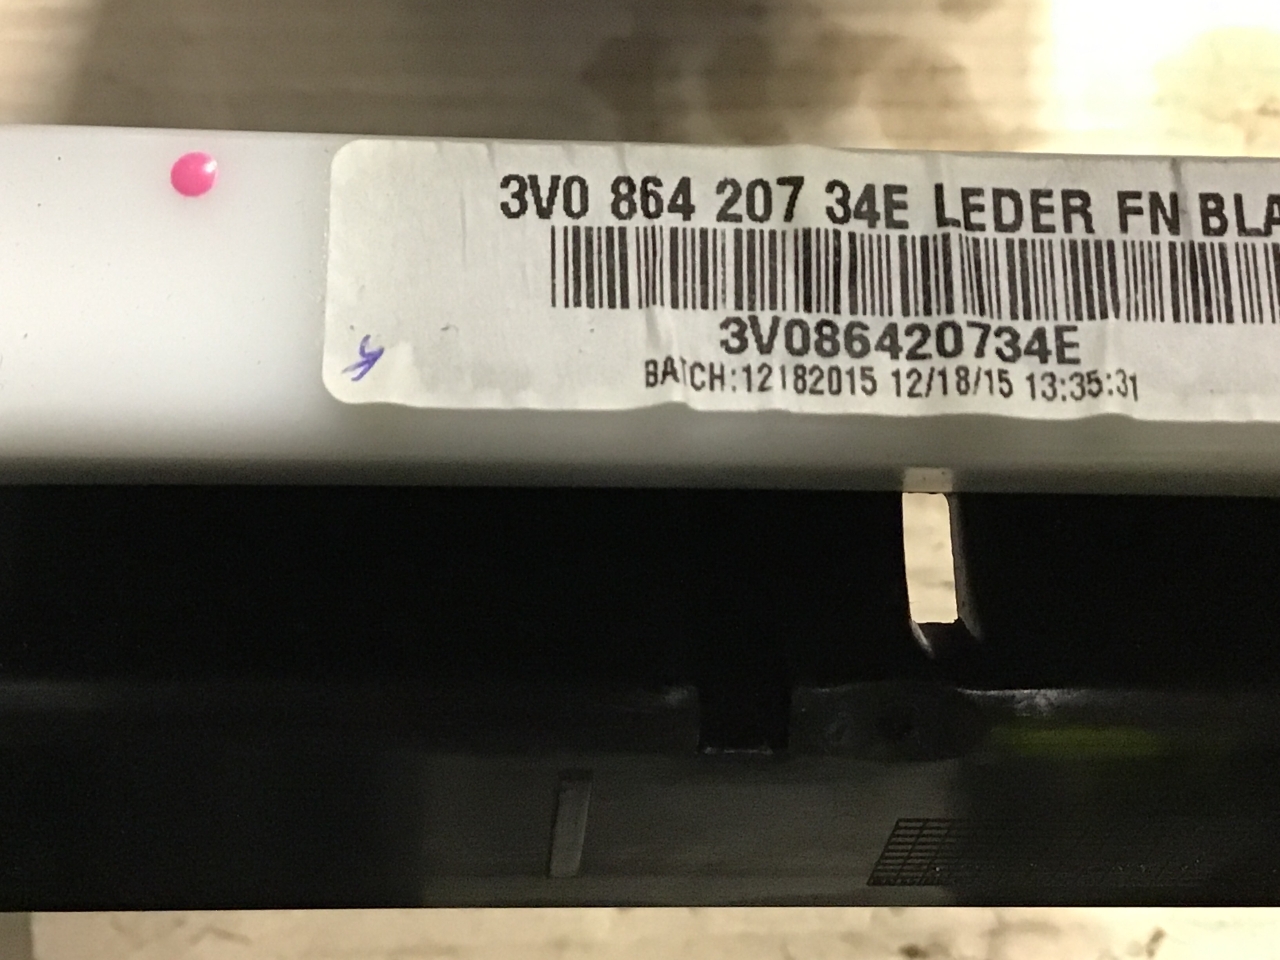 3V0 864 207 34E LEDER FN BLA
3V086420734E
BATCH:12182015 12/18/15 13:35:31